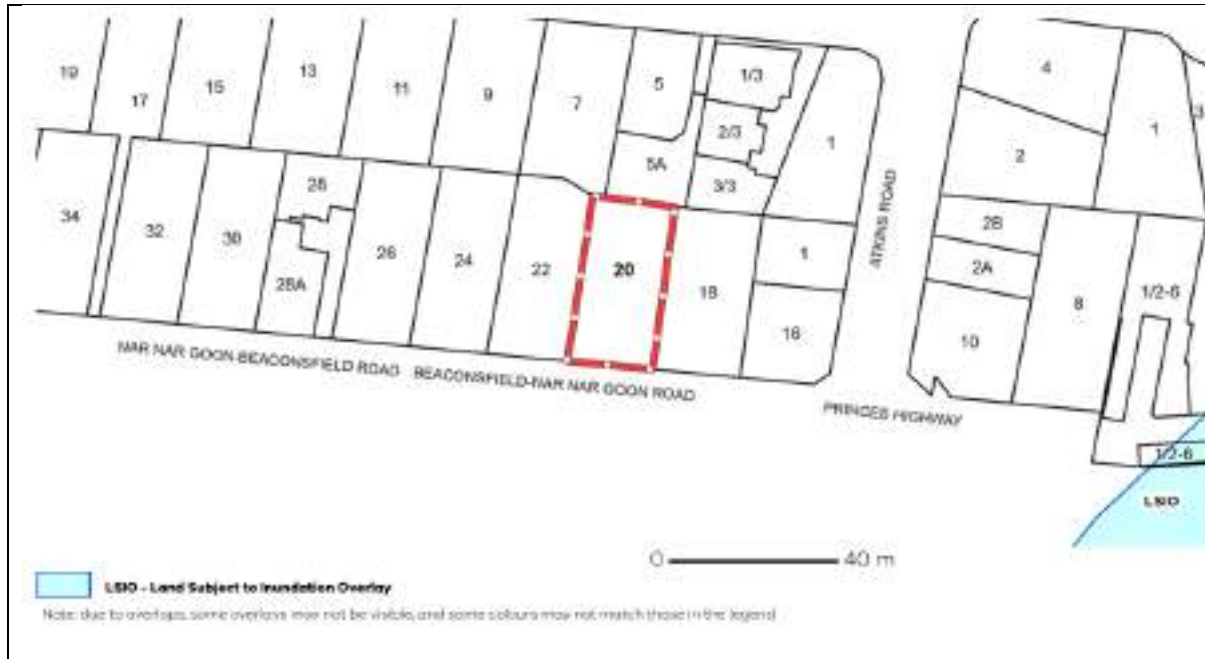 19
17
15
13
11
9
7
5
5A
1/3
2/3
3/3
1
4
2
1
3
34
32
30
28
28A
26
24
22
20
18
1
16
ATKINS ROAD
2B
2A
10
8
1/2-6
1/2-6
NAR NAR GOON-BEACONSFIELD ROAD
BEACONSFIELD-NAR NAR GOON ROAD
PRINCES HIGHWAY
LSIO
0 40 m
LSIO - Land Subject to Inundation Overlay
Note: due to overlaps, some overlays may not be visible, and some colours may not match those in the legend